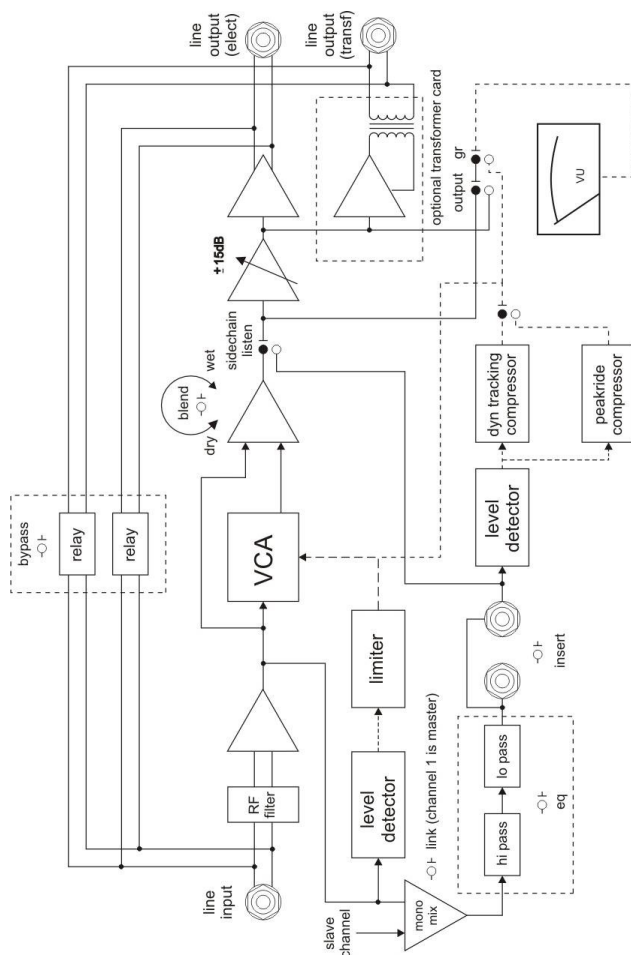 line
output
(elect)
line
output
(transf)
optional transformer card
output
gr
VU
±15dB
sidechain
listen
wet
blend
dry
bypass
relay
relay
VCA
dyn tracking
compressor
peakride
compressor
level
detector
limiter
insert
level
detector
link (channel 1 is master)
RF
filter
lo pass
hi pass
eq
line
input
slave
channel
mono
mix